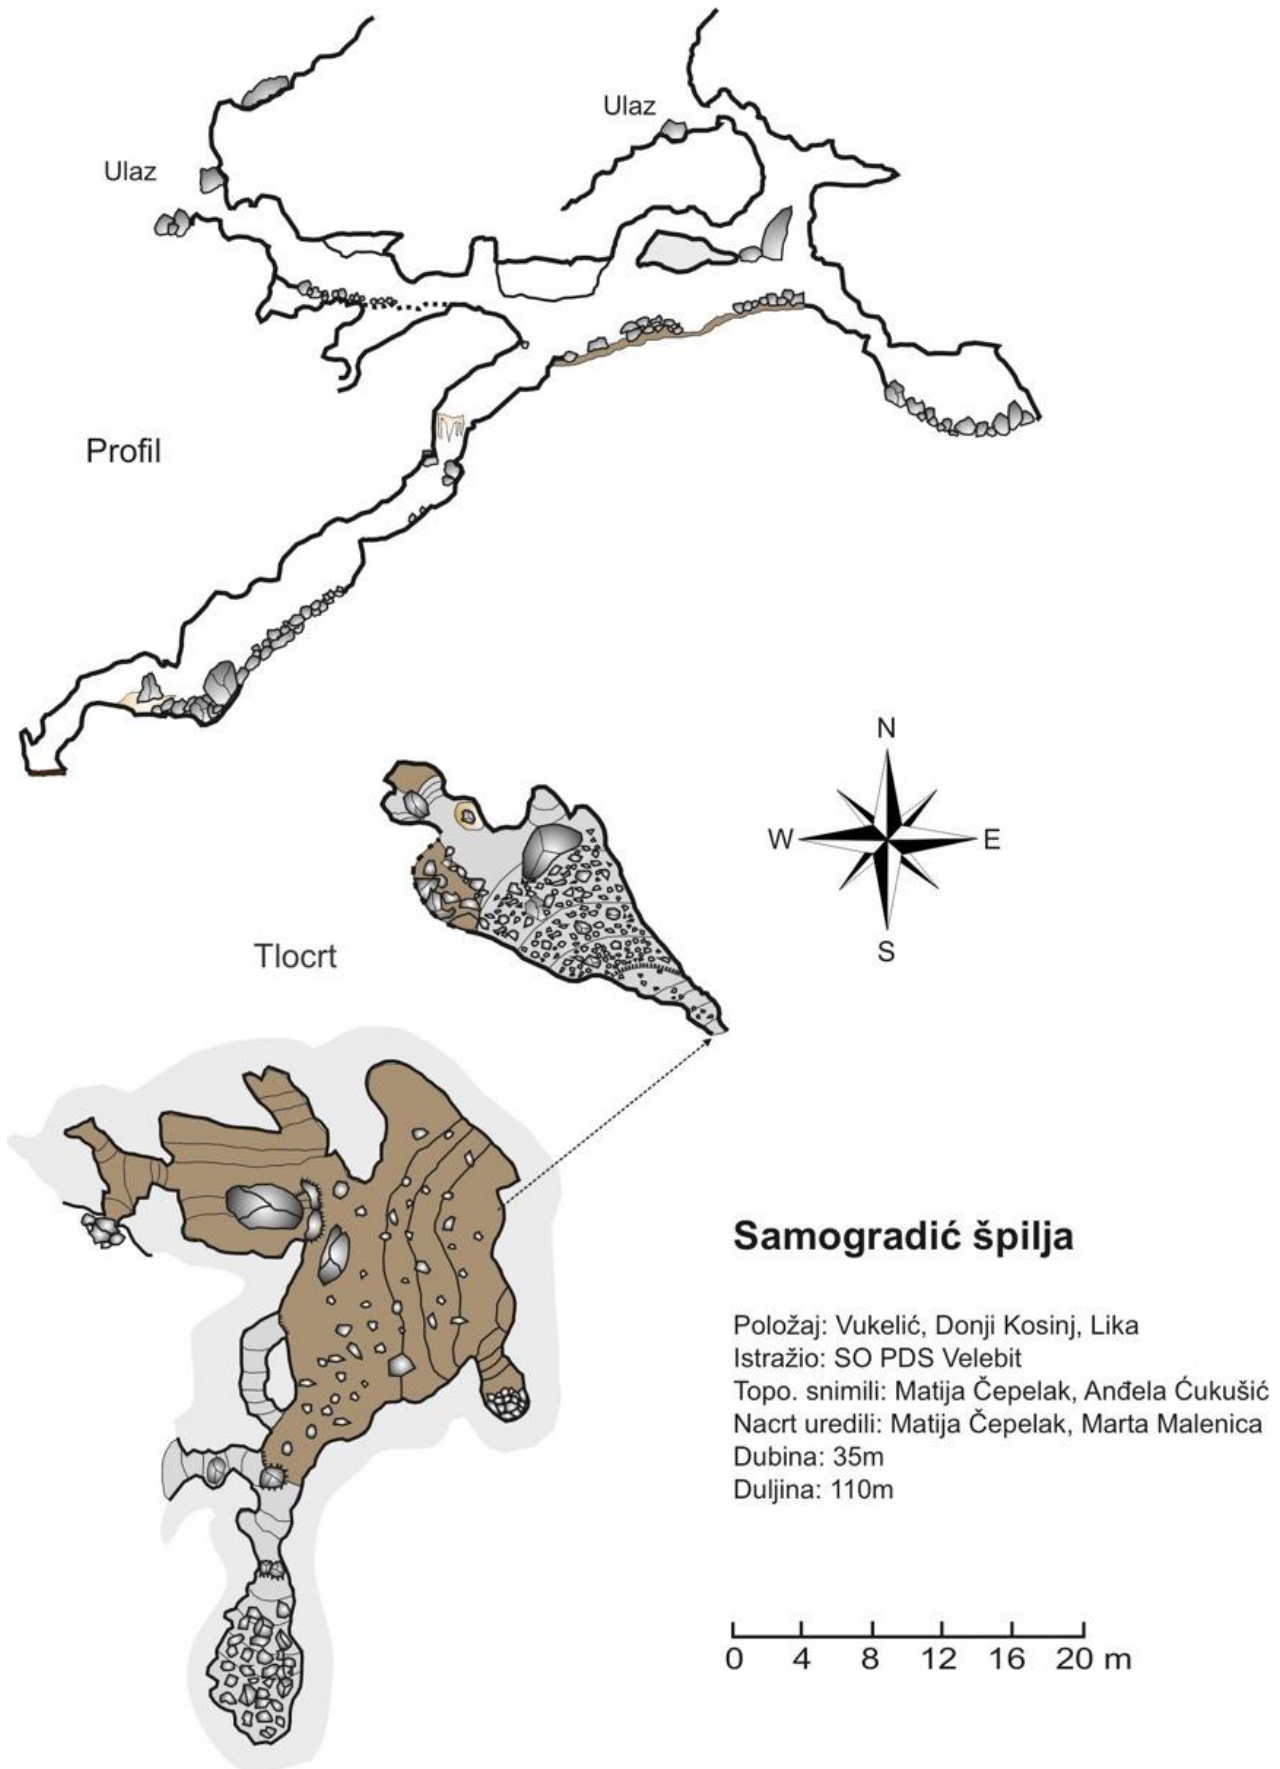 Ulaz
Ulaz
Profil
N
W
E
S
Tlocrt
Samogradić špilja
Položaj: Vukelić, Donji Kosinj, Lika
Istražio: SO PDS Velebit
Topo. snimili: Matija Čepelak, Anđela Ćukušić
Nacrt uredili: Matija Čepelak, Marta Malenica
Dubina: 35m
Duljina: 110m
0 4 8 12 16 20 m